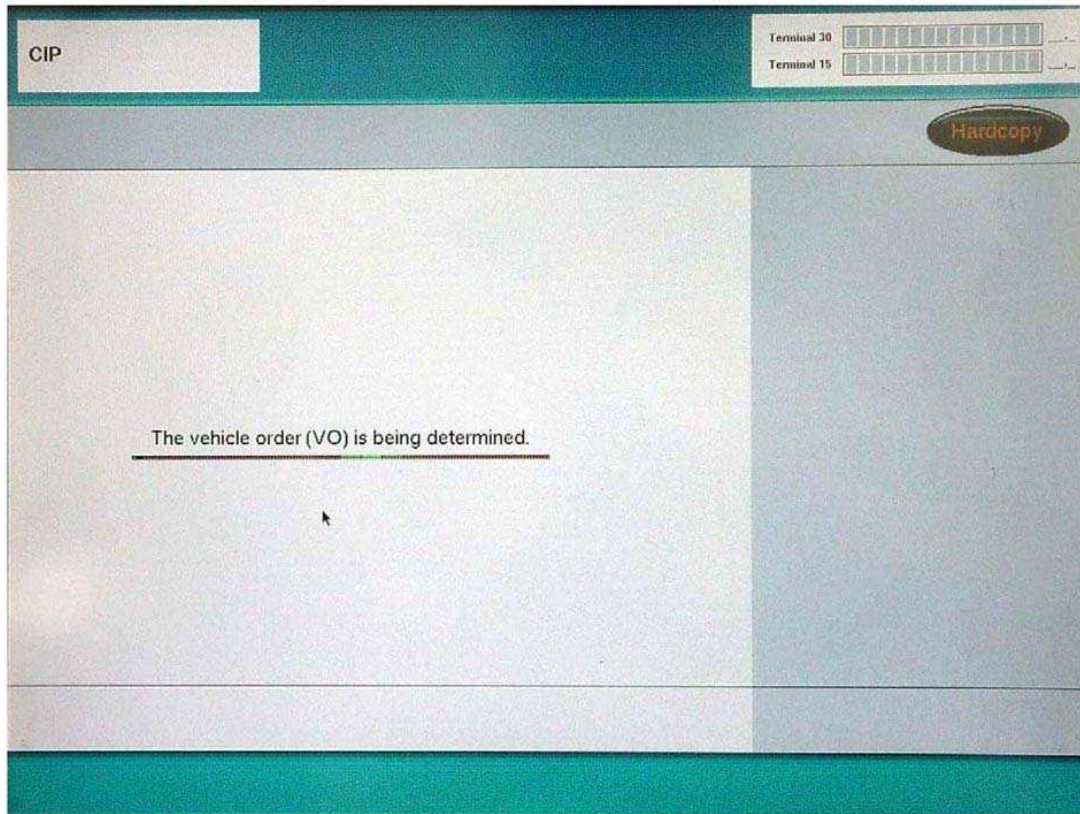 CIP
Terminal 30
Terminal 15
Hardcopy
The vehicle order (VO) is being determined.